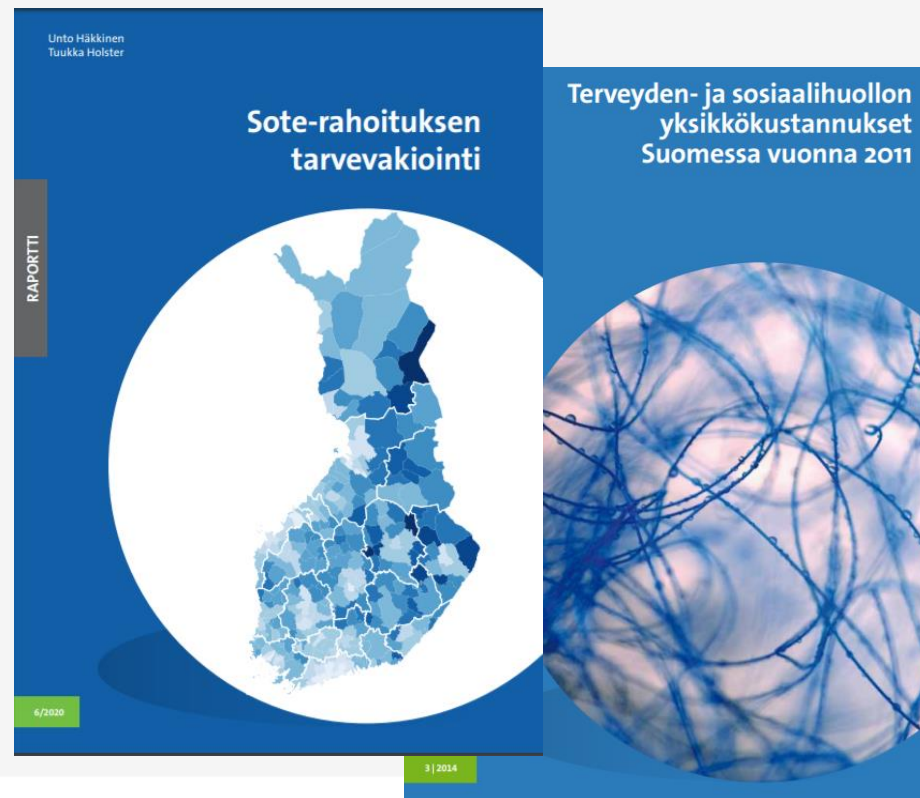 Unto Häkkinen
Tuukka Holster
Sote-rahoituksen
tarvevakiointi
RAPORTTI
6/2020
Terveyden- ja sosiaalihuollon
yksikkökustannukset
Suomessa vuonna 2011
3 | 2014